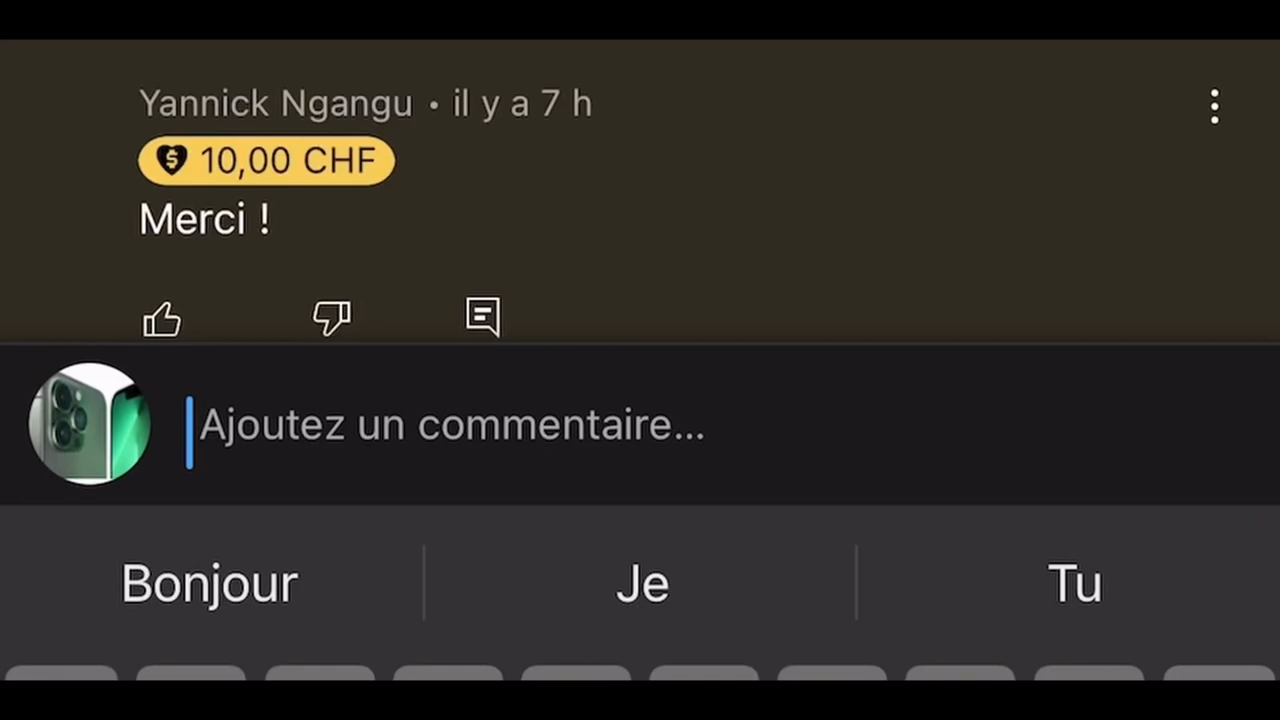 Yannick Ngangu • il y a 7 h
10,00 CHF
Merci !
Ajoutez un commentaire...
Bonjour
Je
Tu